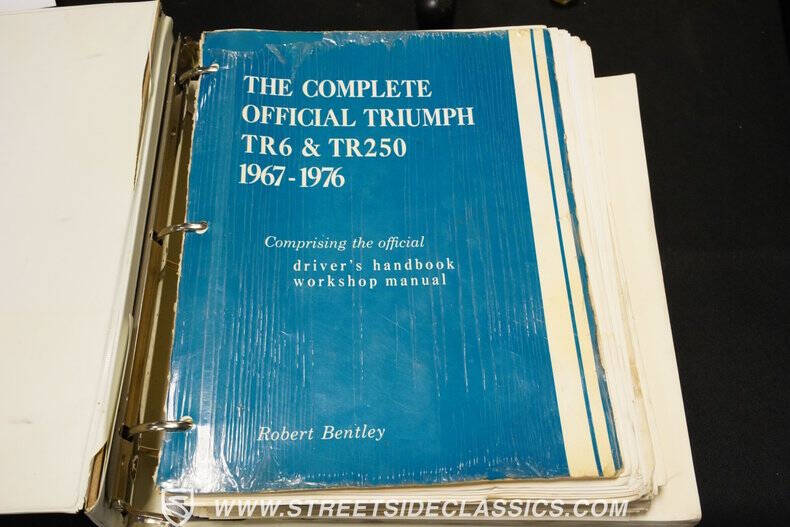 THE COMPLETE
OFFICIAL TRIUMPH
TR6 & TR250
1967-1976
Comprising the official
driver's handbook
workshop manual
Robert Bentley
WWW.STREETSIDECLASSICS.COM